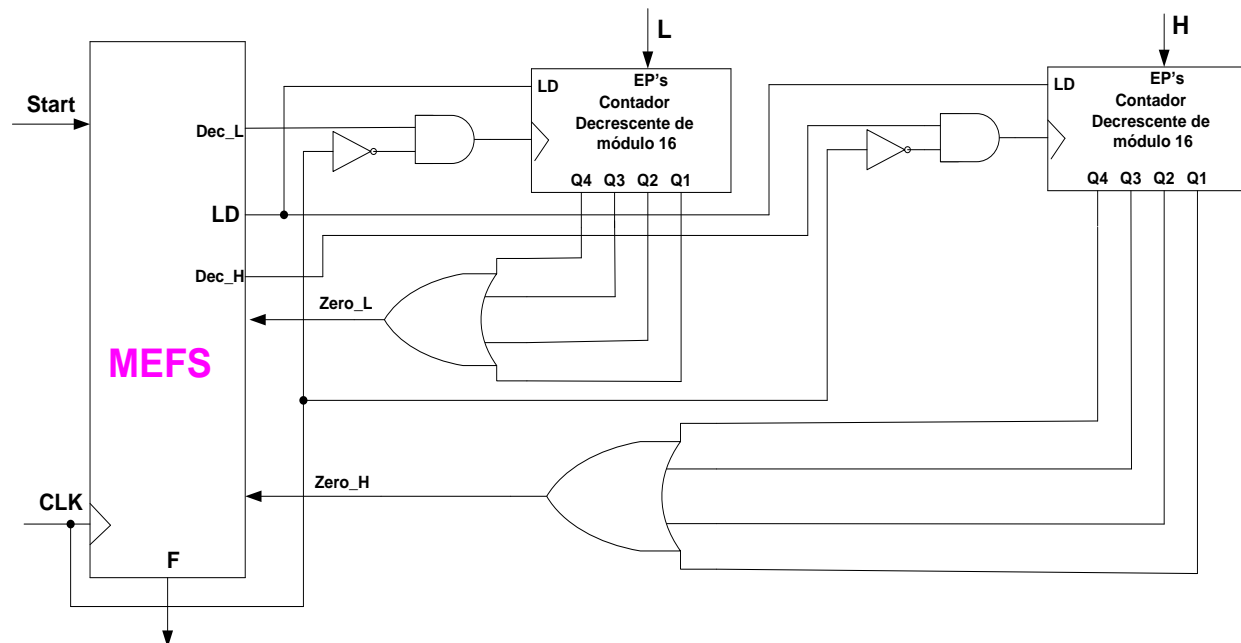 L
H
LD
EP's
Contador
Decrescente de
módulo 16
Q4 Q3 Q2 Q1
LD
EP's
Contador
Decrescente de
módulo 16
Q4 Q3 Q2 Q1
Start
Dec_L
LD
Dec_H
Zero_L
MEFS
Zero_H
CLK
F